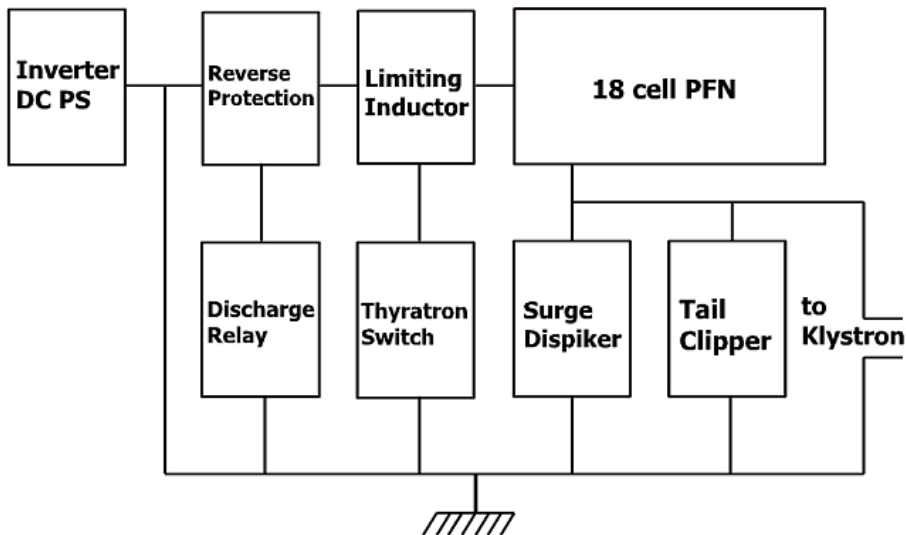 Inverter
DC PS
Reverse
Protection
Limiting
Inductor
18 cell PFN
Discharge
Relay
Thyratron
Switch
Surge
Dispiker
Tail
Clipper
to
Klystron